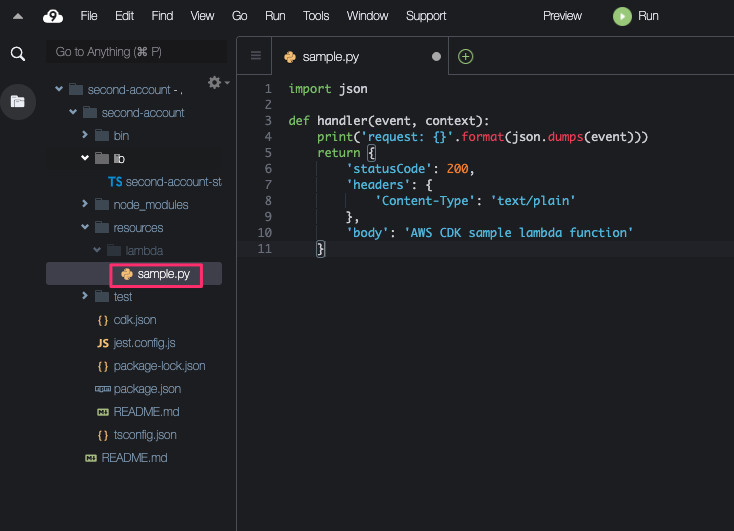 9 File Edit Find View Go Run Tools Window Support Preview Run
Go to Anything (⌘ P)
second-account - ,
second-account
bin
lib
TS second-account-st
node_modules
resources
lambda
sample.py
test
{} cdk.json
JS jest.config.js
{} package-lock.json
npm package.json
README.md
tsconfig.json
README.md
sample.py
1 import json
2
3 def handler(event, context):
4     print('request: {}'.format(json.dumps(event)))
5     return {
6         'statusCode': 200,
7         'headers': {
8             'Content-Type': 'text/plain'
9         },
10         'body': 'AWS CDK sample lambda function'
11     }